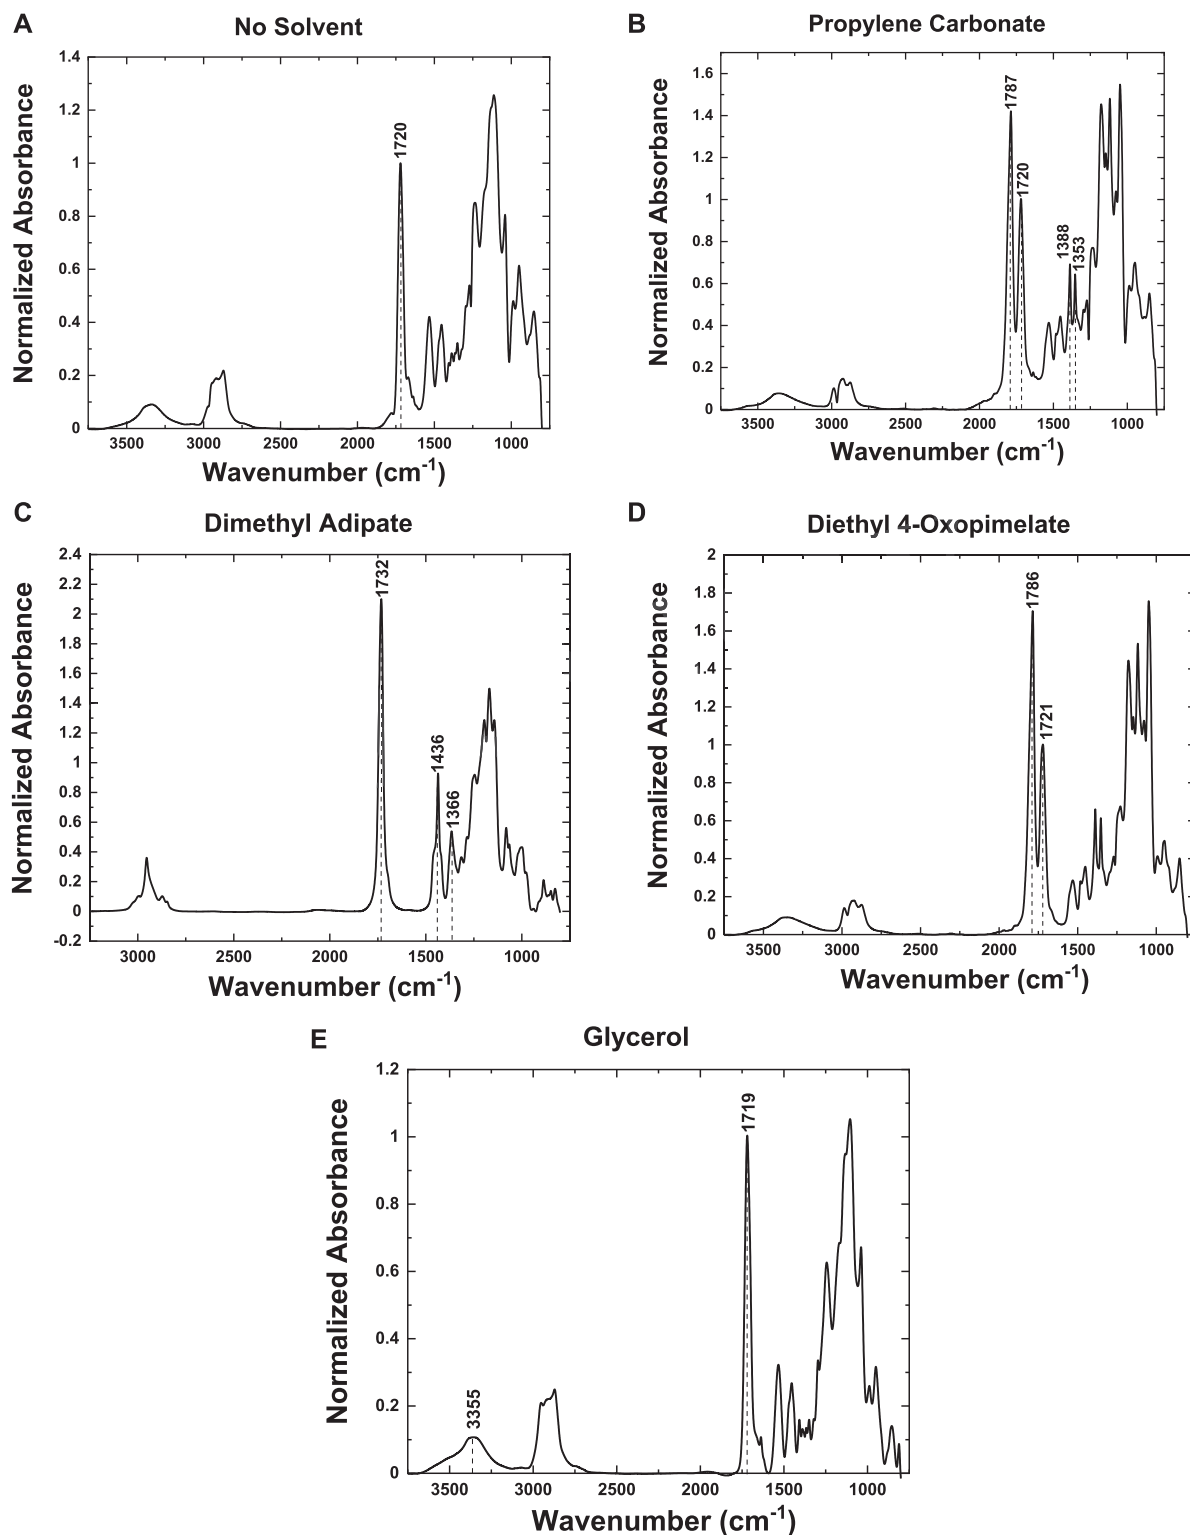 A
No Solvent
1.4
1.2
1
0.8
0.6
0.4
0.2
0
Normalized Absorbance
1720
3500 3000 2500 2000 1500 1000
Wavenumber (cm-1)
B
Propylene Carbonate
1.6
1.4
1.2
1
0.8
0.6
0.4
0.2
0
Normalized Absorbance
1787
1720
1388
1353
3500 3000 2500 2000 1500 1000
Wavenumber (cm-1)
C
Dimethyl Adipate
2.4
2.2
2
1.8
1.6
1.4
1.2
1
0.8
0.6
0.4
0.2
0
-0.2
Normalized Absorbance
1732
1436
1366
3000 2500 2000 1500 1000
Wavenumber (cm-1)
D
Diethyl 4-Oxopimelate
2
1.8
1.6
1.4
1.2
1
0.8
0.6
0.4
0.2
0
Normalized Absorbance
1786
1721
3500 3000 2500 2000 1500 1000
Wavenumber (cm-1)
E
Glycerol
1.2
1
0.8
0.6
0.4
0.2
0
Normalized Absorbance
3355
1719
3500 3000 2500 2000 1500 1000
Wavenumber (cm-1)